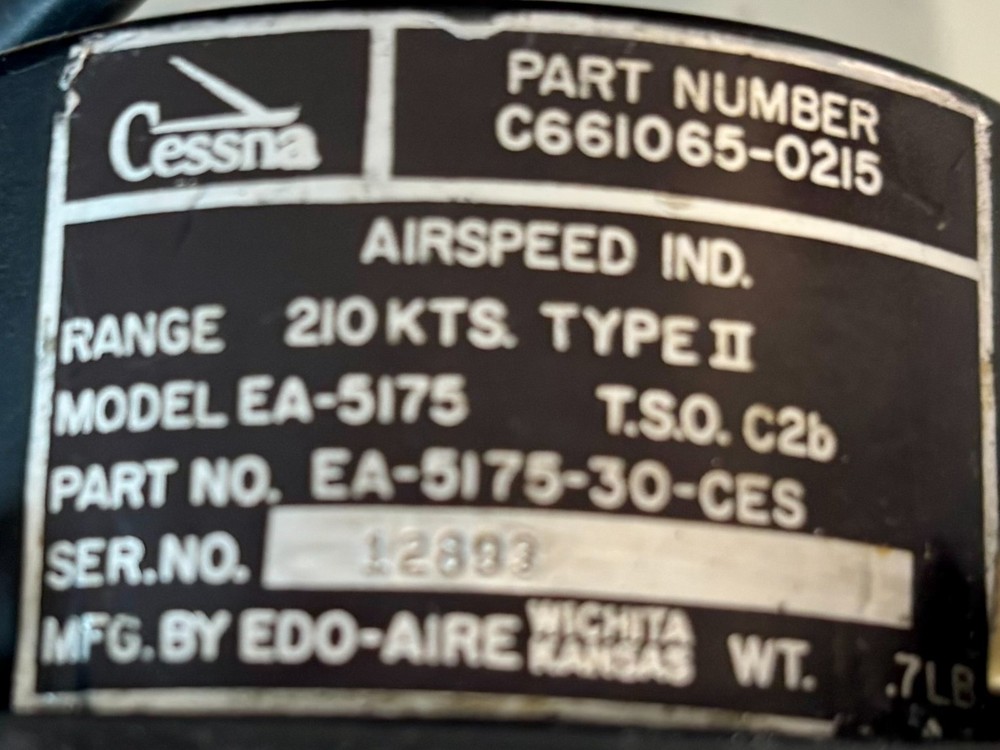 Cessna
PART NUMBER
C661065-0215
AIRSPEED IND.
RANGE 210 KTS. TYPE II
MODEL EA-5175 T.S.O. C2b
PART NO. EA-5175-30-CES
SER.NO.
MFG. BY EDO-AIRE WICHITA KANSAS WT. .7LB